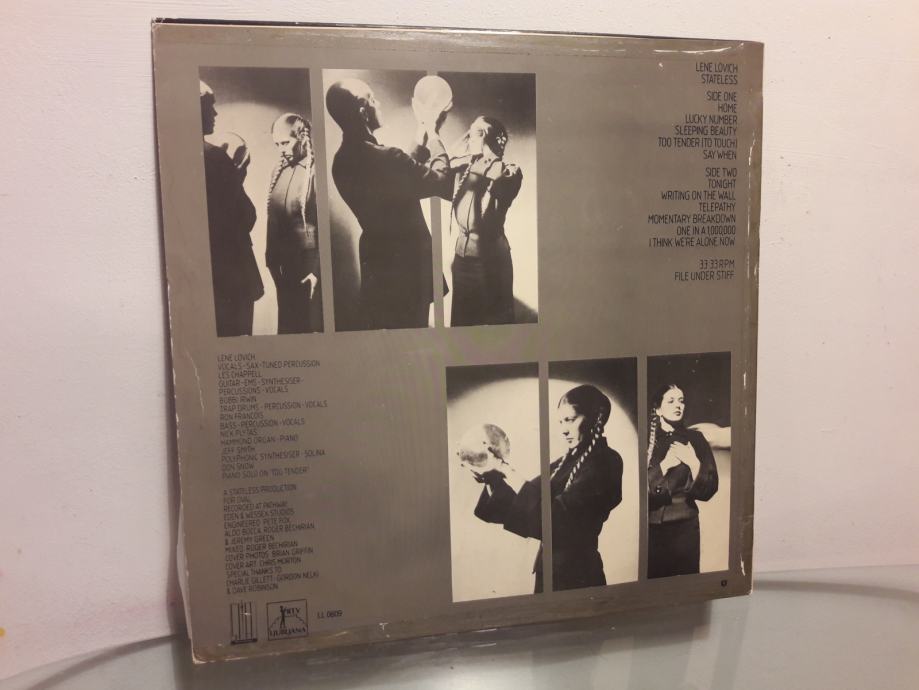 LENE LOVICH
STATELESS
SIDE ONE
HOME
LUCKY NUMBER
SLEEPING BEAUTY
TOO TENDER (TO TOUCH)
SAY WHEN
SIDE TWO
TONIGHT
WRITING ON THE WALL
TELEPATHY
MOMENTARY BREAKDOWN
ONE IN A 1,000,000
I THINK WE'RE ALONE NOW
33·33 RPM
FILE UNDER STIFF
LENE LOVICH
VOCALS - SAX - TUNED PERCUSSION
LES CHAPPELL
GUITAR - EMS - SYNTHESISER -
PERCUSSIONS - VOCALS
BOBBI IRWIN
TRAP DRUMS - PERCUSSION - VOCALS
RON FRANCOIS
BASS - PERCUSSION - VOCALS
NICK PLYTAS
HAMMOND ORGAN - PIANO
JEFF SMITH
POLYPHONIC SYNTHESISER - SOLINA
DON SNOW
PIANO SOLO ON "TOO TENDER"
A STATELESS PRODUCTION
FOR OVAL
RECORDED AT PATHWAY
EDEN & WESSEX STUDIOS
ENGINEERED PETE FOX,
ALDO BOCCA, ROGER BECHIRIAN,
& JEREMY GREEN
MIXED ROGER BECHIRIAN
COVER PHOTOS BRIAN GRIFFIN
COVER ART CHRIS MORTON
SPECIAL THANKS TO
CHARLIE GILLETT - GORDON NELKI
& DAVE ROBINSON
RTV
LJUBLJANA
LL 0609